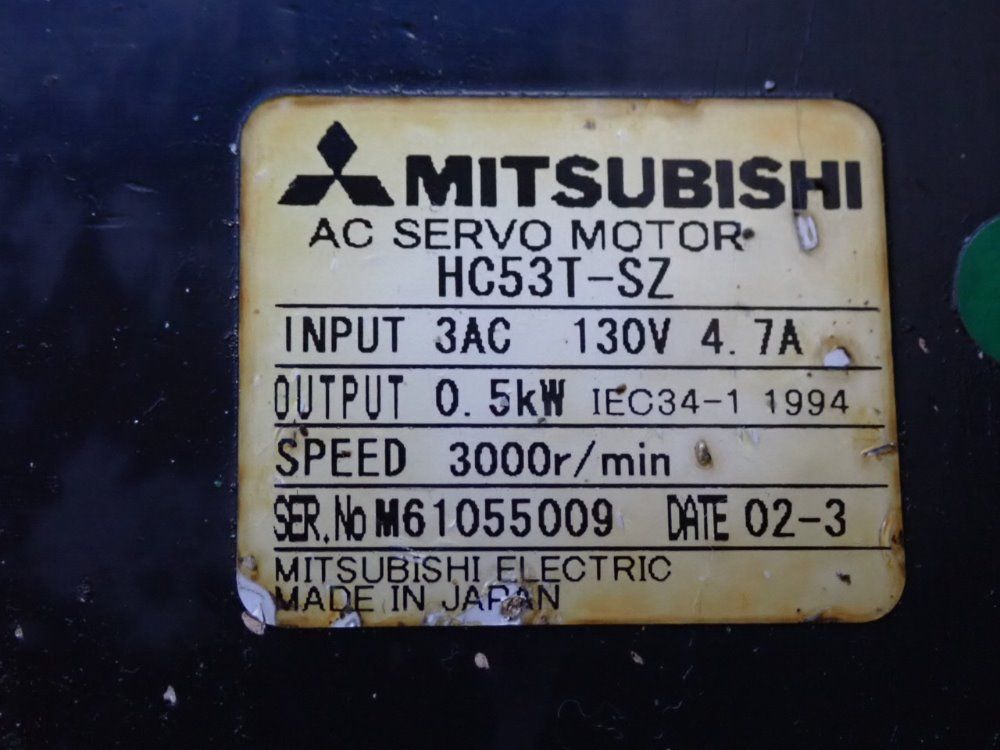 MITSUBISHI
AC SERVO MOTOR
HC53T-SZ
INPUT 3AC 130V 4.7A
OUTPUT 0.5kW IEC34-1 1994
SPEED 3000r/min
SER.No M61055009 DATE 02-3
MITSUBISHI ELECTRIC
MADE IN JAPAN